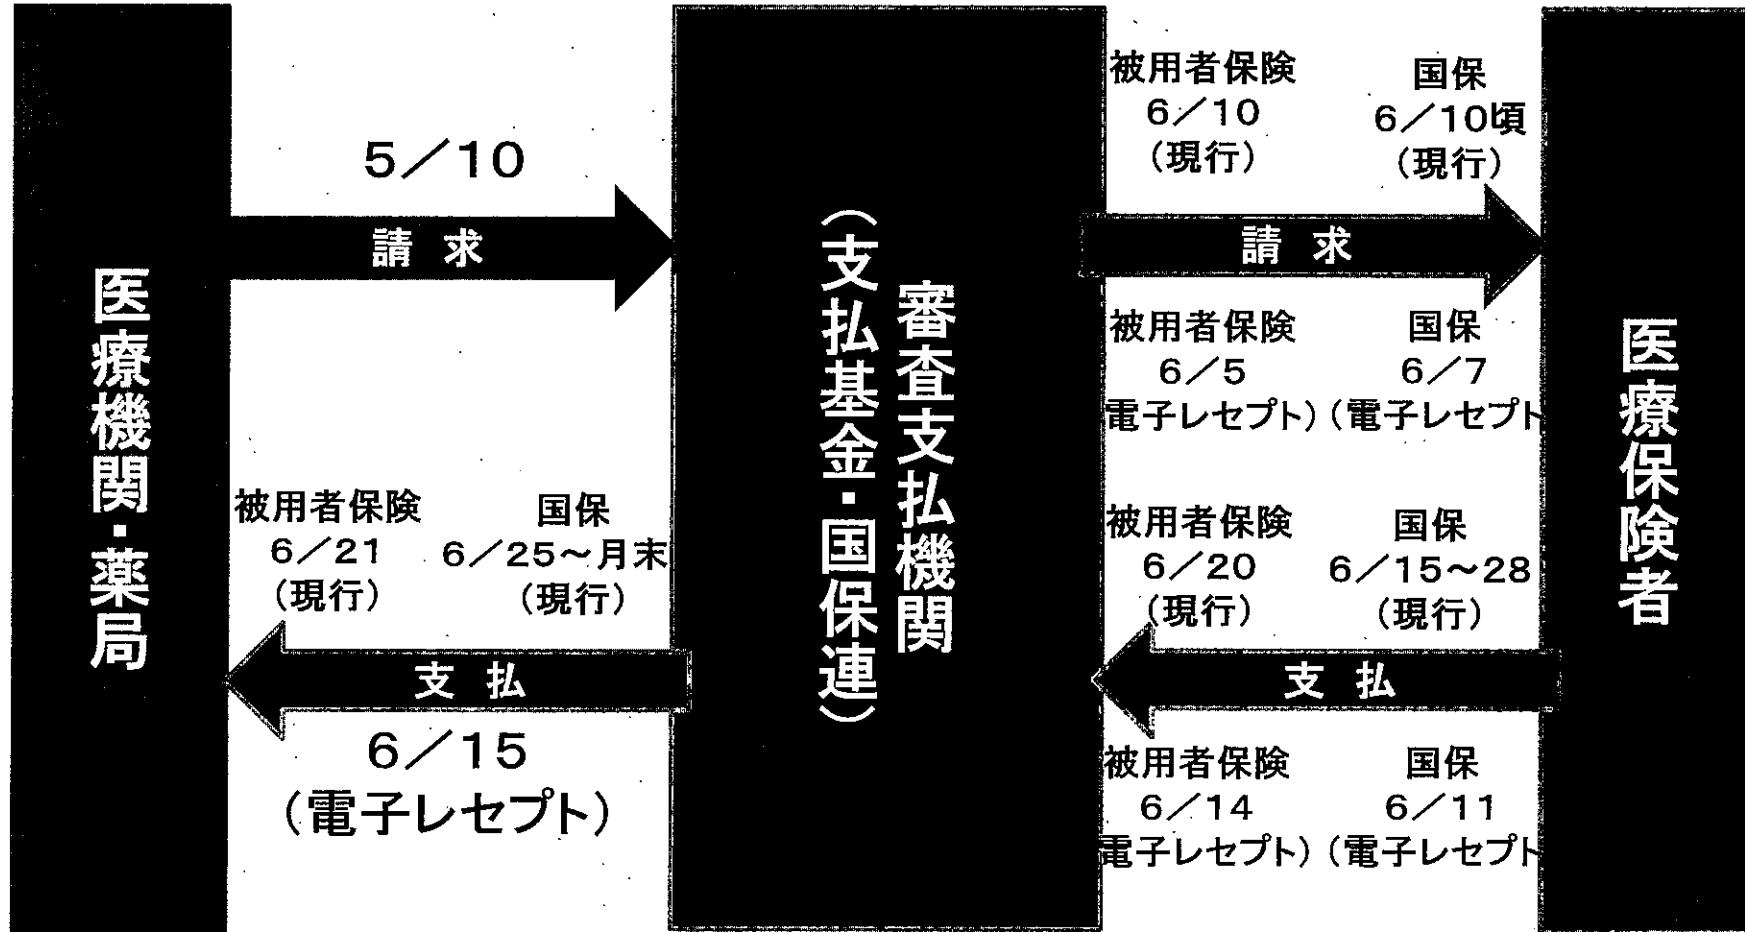 医療機関・薬局
5／10
請 求
被用者保険
6／21
（現行）
国保
6／25～月末
（現行）
支 払
6／15
（電子レセプト）
審査支払機関
（支払基金・国保連）
被用者保険
6／10
（現行）
国保
6／10頃
（現行）
請 求
被用者保険
6／5
電子レセプト）
国保
6／7
（電子レセプト
被用者保険
6／20
（現行）
国保
6／15～28
（現行）
支 払
被用者保険
6／14
電子レセプト）
国保
6／11
（電子レセプト
医療保険者